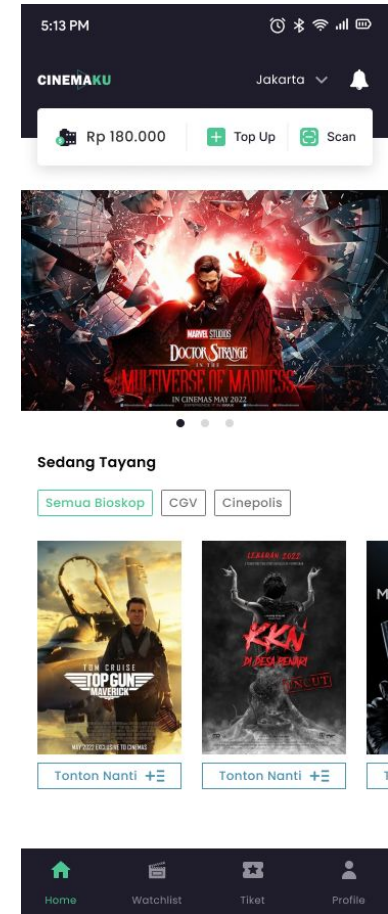 5:13 PM
CINEMAKU
Jakarta
Rp 180.000
Top Up
Scan
MARVEL STUDIOS
DOCTOR STRANGE
IN THE
MULTIVERSE OF MADNESS
IN CINEMAS MAY 2022
Sedang Tayang
Semua Bioskop
CGV
Cinepolis
TOM CRUISE
TOP GUN
MAVERICK
MAY 2022 EXCLUSIVE TO CINEMAS
LEBARAN 2022
KKN
DI DESA PENARI
UNCUT
M
Tonton Nanti
Tonton Nanti
T
Home
Watchlist
Tiket
Profile